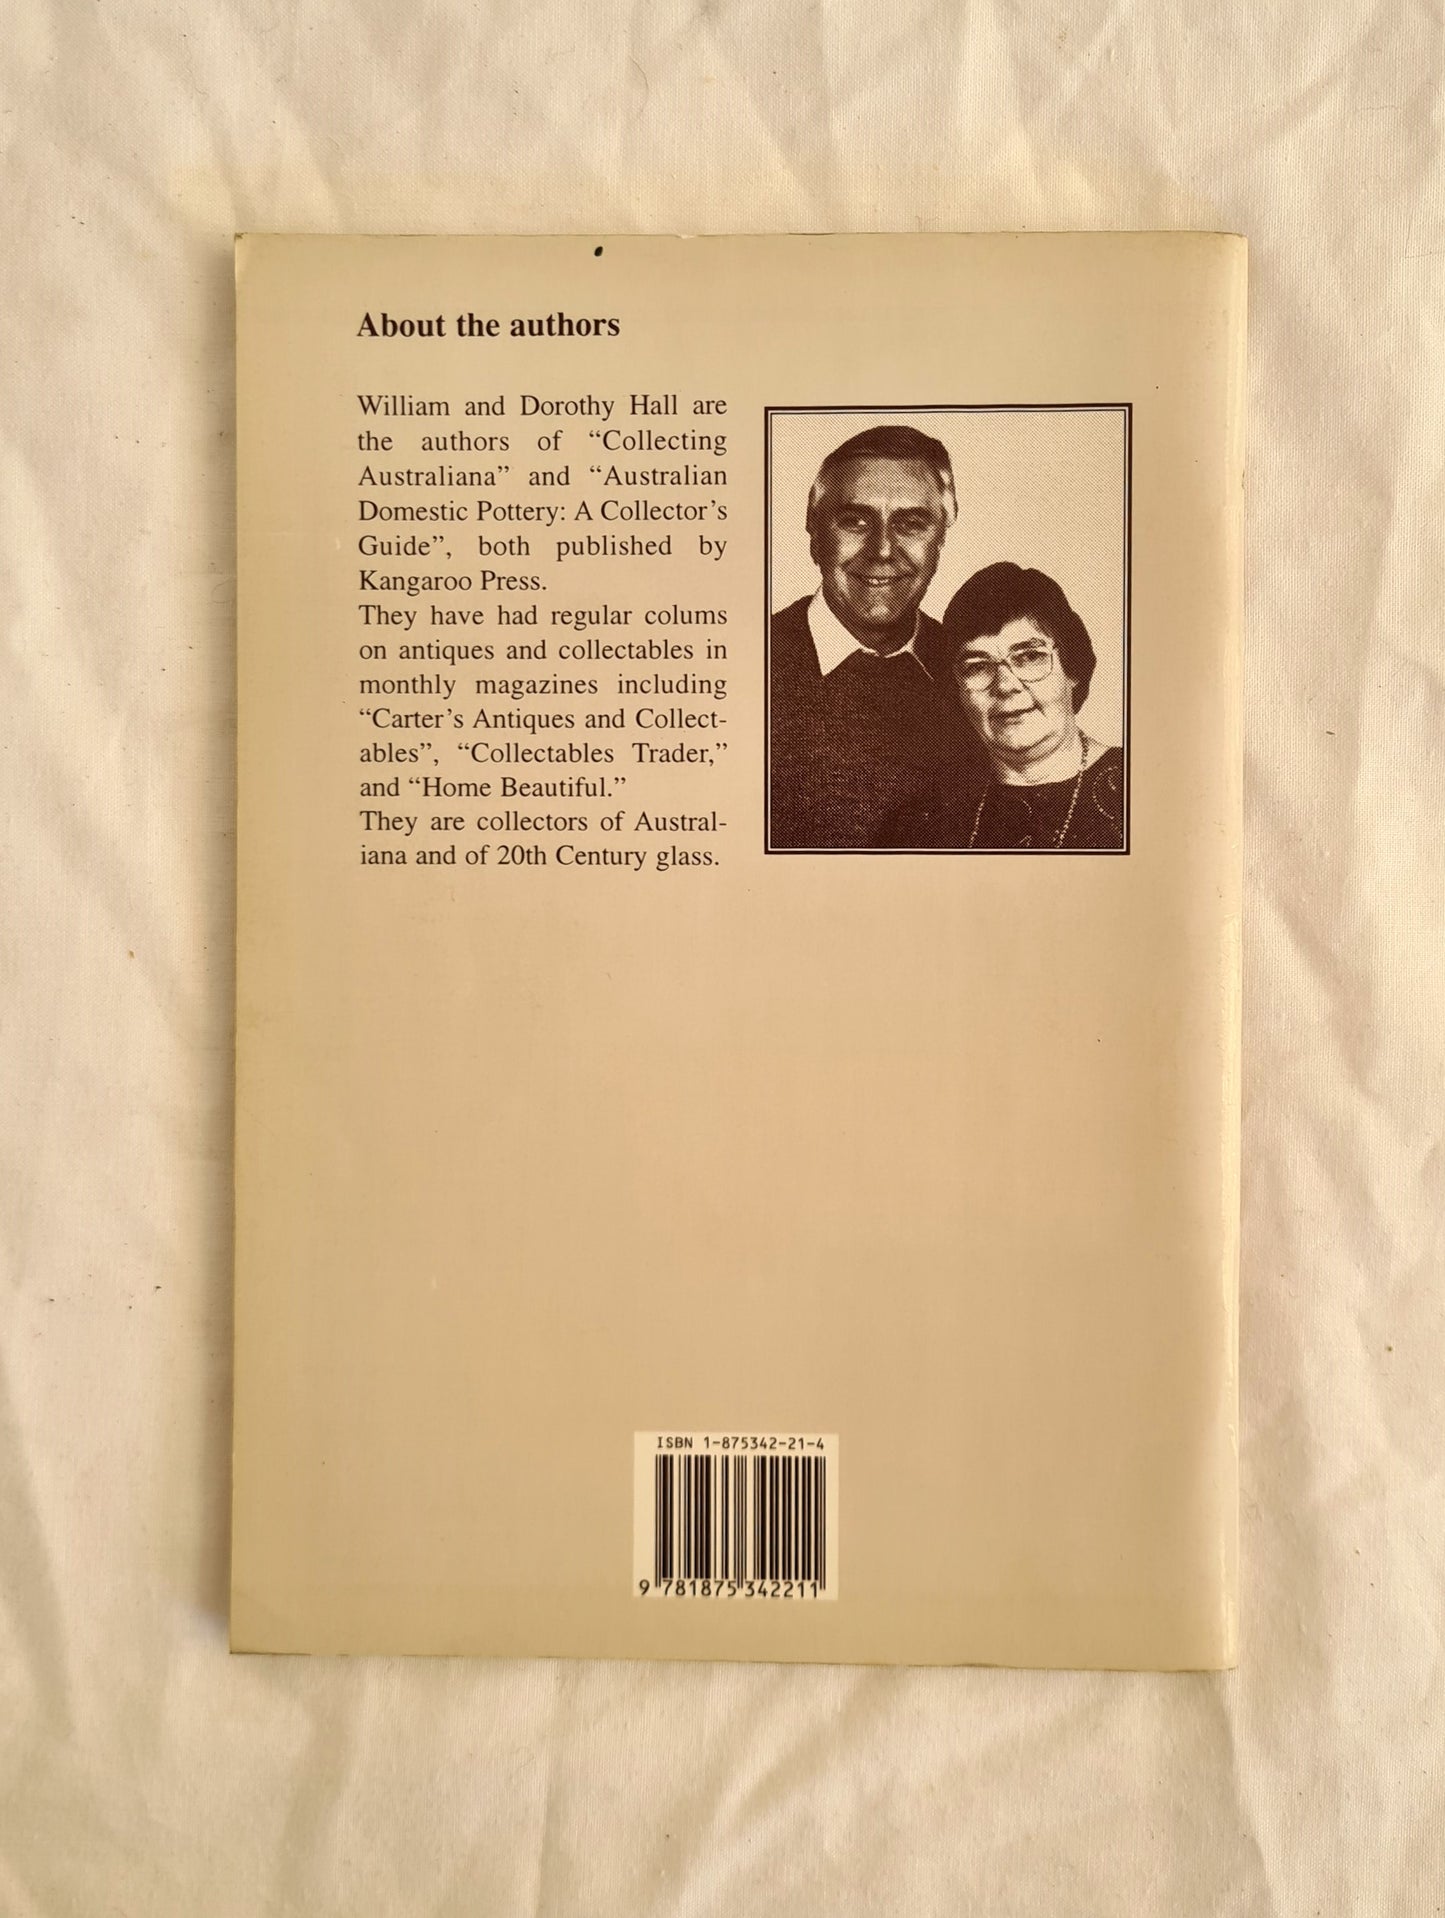 About the authors
William and Dorothy Hall are
the authors of “Collecting
Australiana” and “Australian
Domestic Pottery: A Collector’s
Guide”, both published by
Kangaroo Press.
They have had regular colums
on antiques and collectables in
monthly magazines including
“Carter’s Antiques and Collect-
ables”, “Collectables Trader,”
and “Home Beautiful.”
They are collectors of Austral-
iana and of 20th Century glass.
ISBN 1-875342-21-4
9 781875 342211